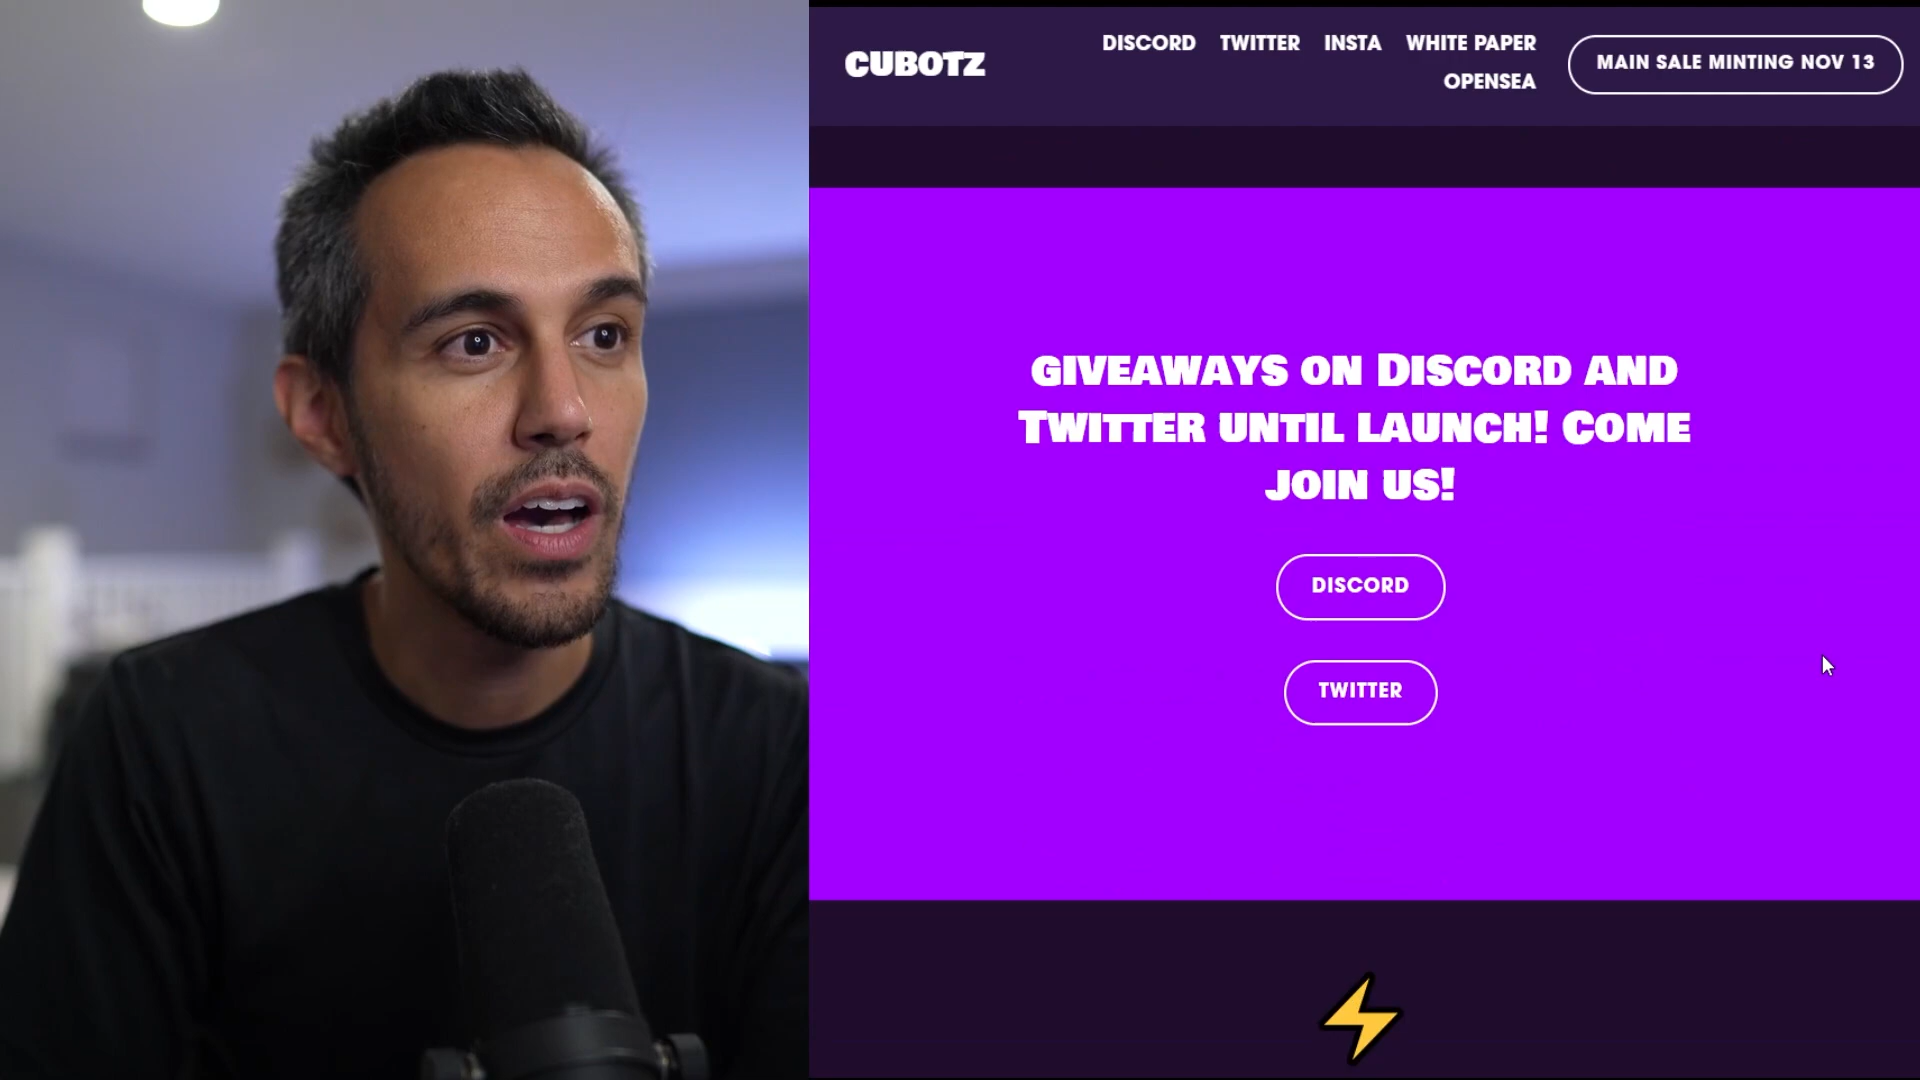 CUBOTZ
DISCORD TWITTER INSTA WHITE PAPER
OPENSEA
MAIN SALE MINTING NOV 13
GIVEAWAYS ON DISCORD AND
TWITTER UNTIL LAUNCH! COME
JOIN US!
DISCORD
TWITTER